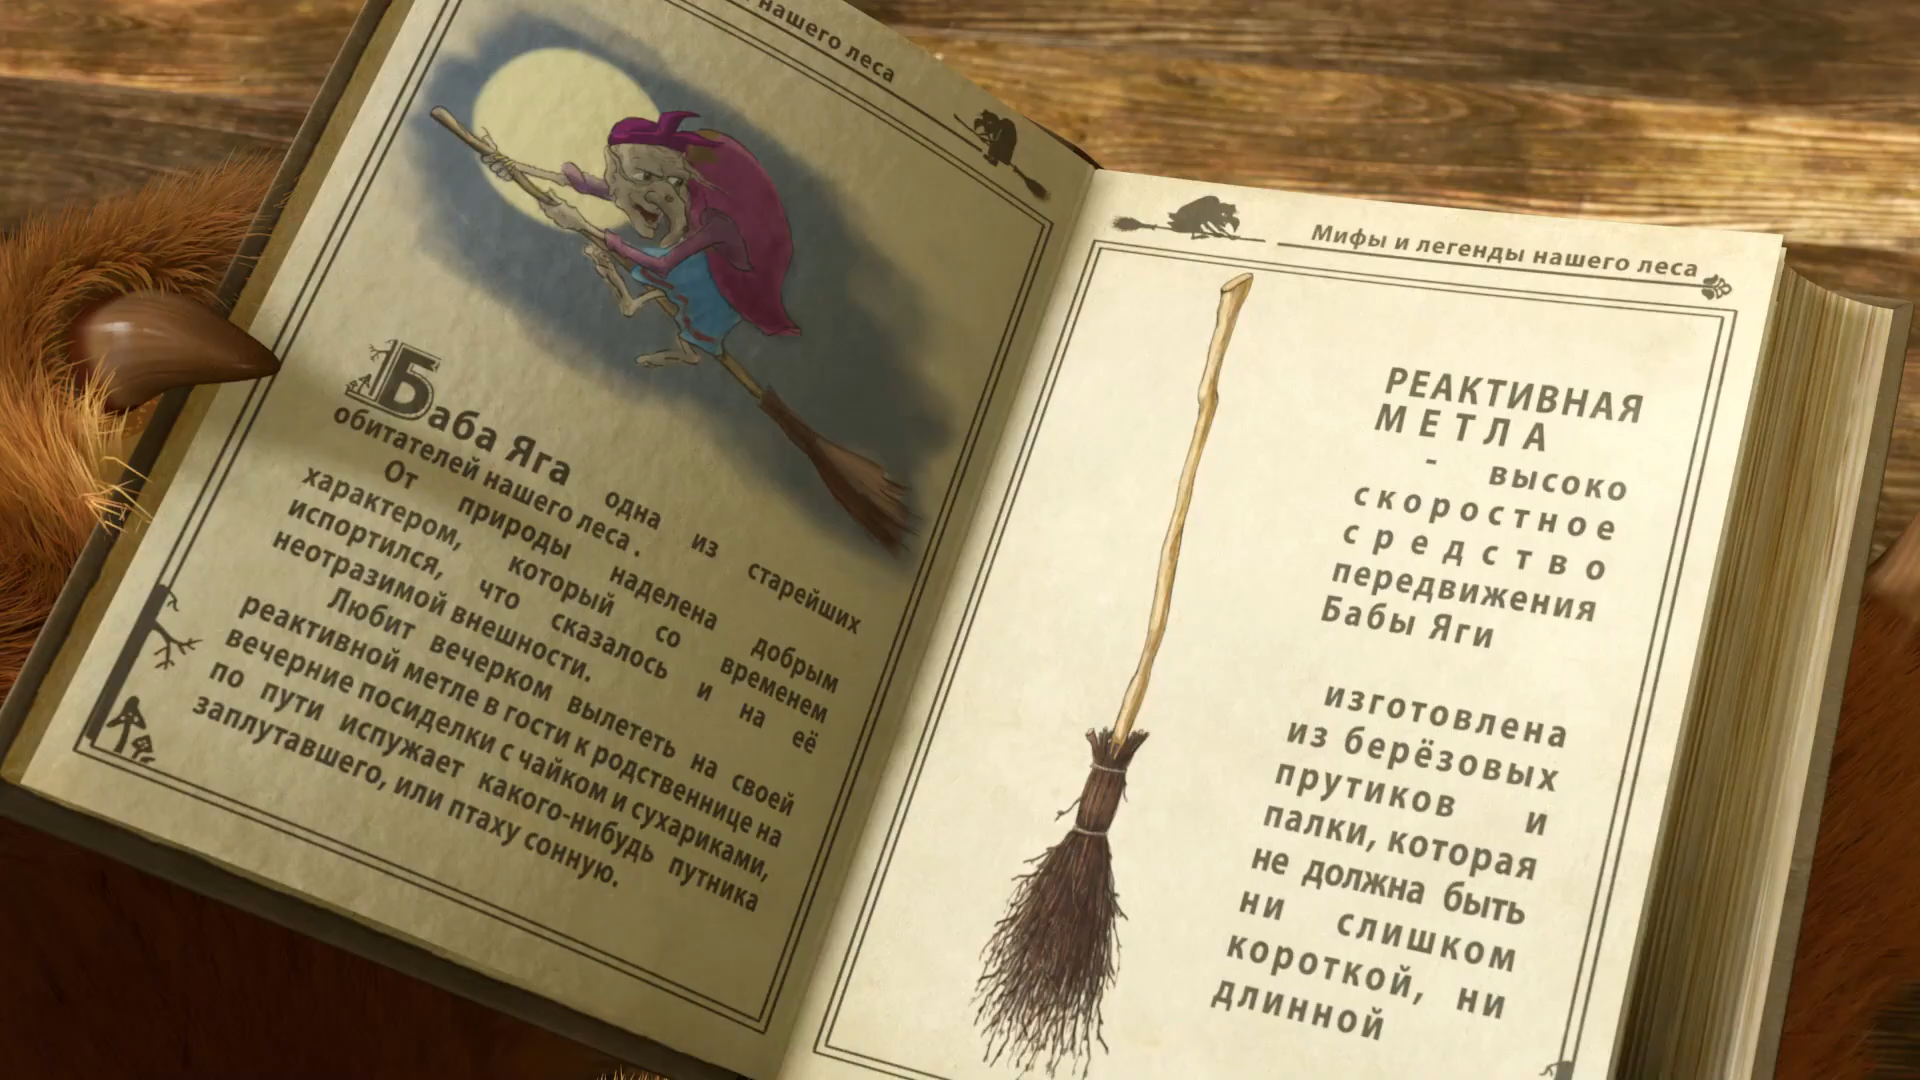 нашего леса
Баба Яга одна из старейших
обитателей нашего леса.
От природы наделена добрым
характером, который со временем
испортился, что сказалось и на её
неотразимой внешности.
Любит вечерком вылететь на своей
реактивной метле в гости к родственнице на
вечерние посиделки с чайком и сухариками,
по пути испужает какого-нибудь путника
заплутавшего, или птаху сонную.
Мифы и легенды нашего леса
РЕАКТИВНАЯ
МЕТЛА
- высоко
скоростное
средство
передвижения
Бабы Яги
изготовлена
из берёзовых
прутиков и
палки, которая
не должна быть
ни слишком
короткой, ни
длинной